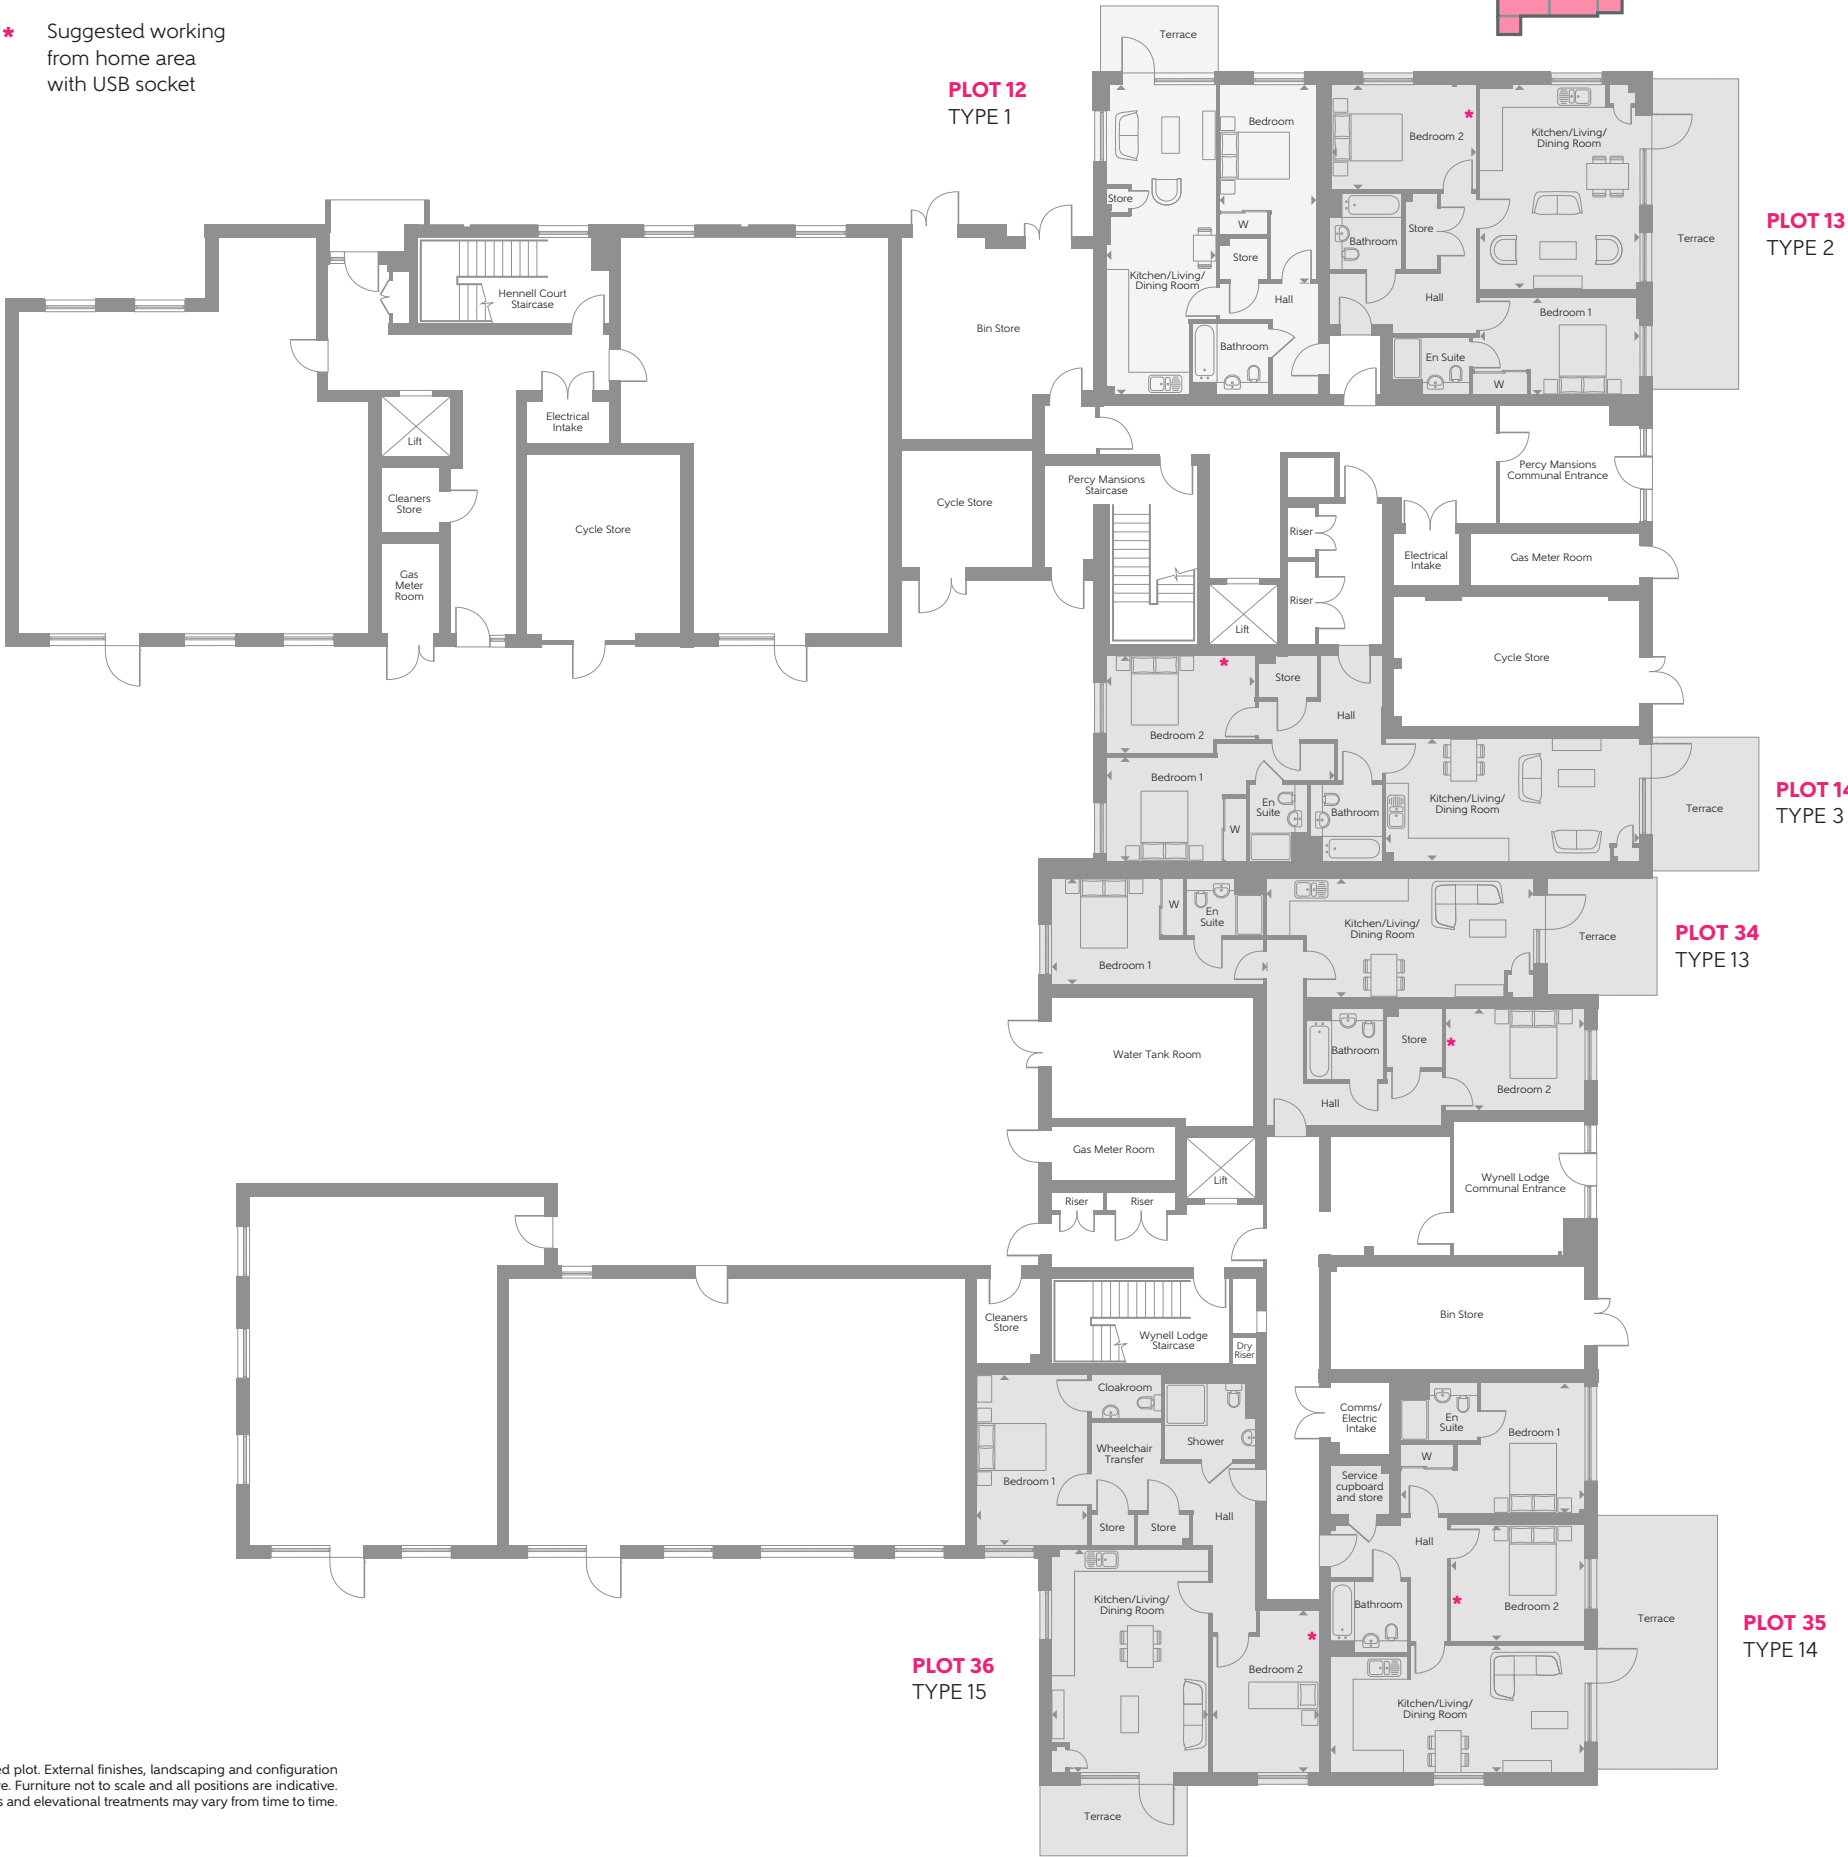 * Suggested working
from home area
with USB socket
Terrace
PLOT 12
TYPE 1
Bedroom
Store
W
Store
Kitchen/Living/
Dining Room
Hall
Bathroom
Bedroom 2
*
Kitchen/Living/
Dining Room
Bathroom
Store
Terrace
PLOT 13
TYPE 2
Hall
Bedroom 1
En Suite
W
Hennell Court
Staircase
Bin Store
Electrical
Intake
Lift
Cleaners
Store
Cycle Store
Gas
Meter
Room
Cycle Store
Percy Mansions
Staircase
Percy Mansions
Communal Entrance
Riser
Electrical
Intake
Gas Meter Room
Riser
Lift
Cycle Store
*
Store
Hall
Bedroom 2
Bedroom 1
En
Suite
W
Bathroom
Kitchen/Living/
Dining Room
Terrace
PLOT 14
TYPE 3
W
En
Suite
Bedroom 1
Kitchen/Living/
Dining Room
Terrace
PLOT 34
TYPE 13
Water Tank Room
Bathroom
Store
*
Bedroom 2
Hall
Gas Meter Room
Lift
Wynell Lodge
Communal Entrance
Riser
Riser
Cleaners
Store
Wynell Lodge
Staircase
Dry
Riser
Bin Store
Cloakroom
Shower
Wheelchair
Transfer
Bedroom 1
Store
Store
Hall
Comms/
Electric
Intake
En
Suite
Bedroom 1
W
Service
cupboard
and store
Hall
Bathroom
*
Bedroom 2
Terrace
PLOT 35
TYPE 14
Kitchen/Living/
Dining Room
Kitchen/Living/
Dining Room
*
Bedroom 2
PLOT 36
TYPE 15
Terrace
plot. External finishes, landscaping and configuration
Furniture not to scale and all positions are indicative.
and elevational treatments may vary from time to time.